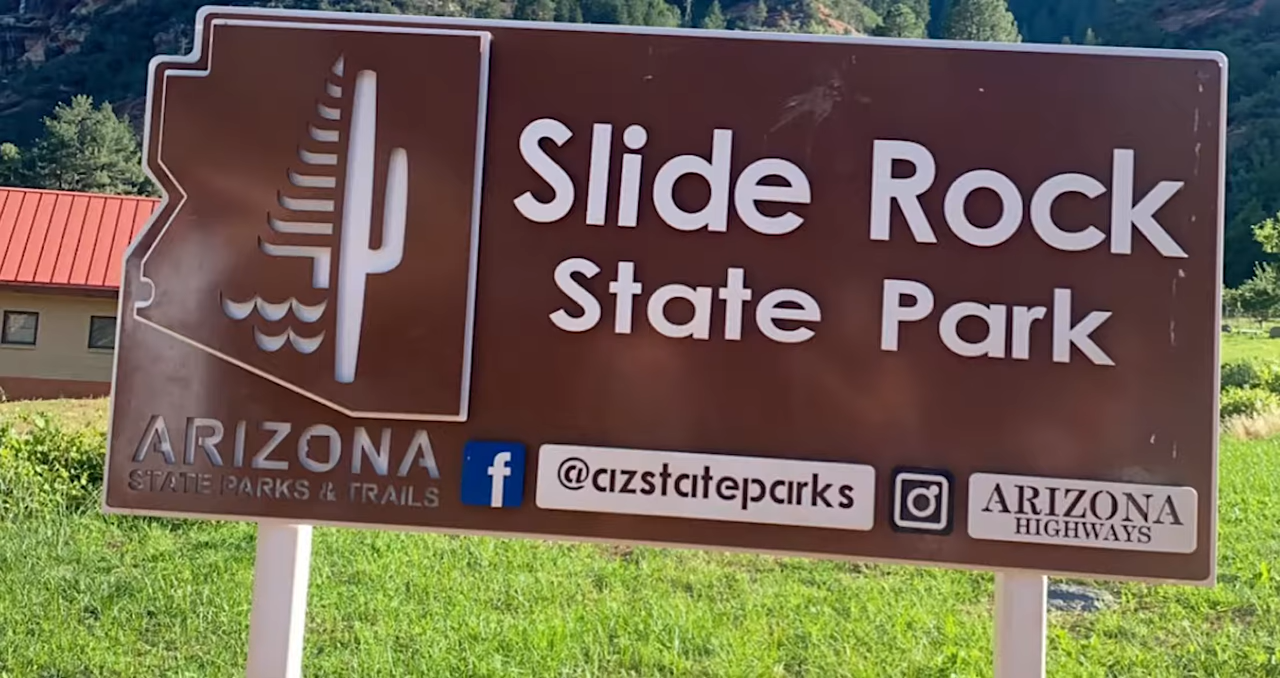 Slide Rock
State Park
ARIZONA
STATE PARKS & TRAILS
f
@azstateparks
ARIZONA
HIGHWAYS